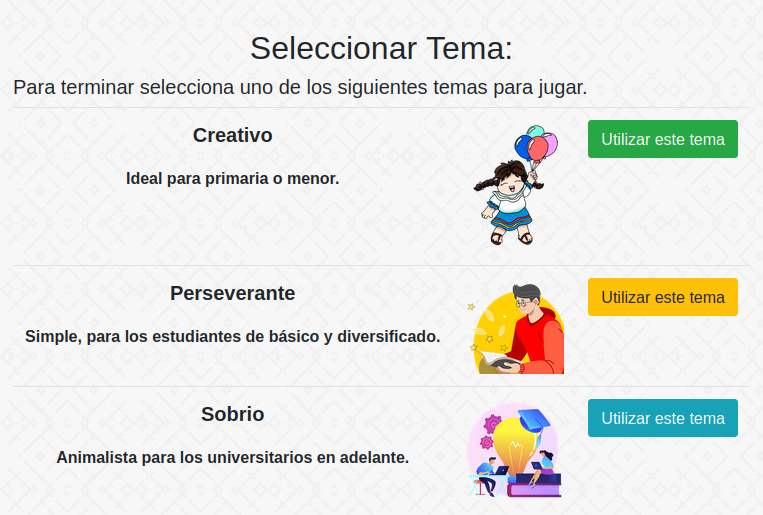 Seleccionar Tema:
Para terminar selecciona uno de los siguientes temas para jugar.
Creativo
Utilizar este tema
Ideal para primaria o menor.
Perseverante
Utilizar este tema
Simple, para los estudiantes de básico y diversificado.
Sobrio
Utilizar este tema
Animalista para los universitarios en adelante.